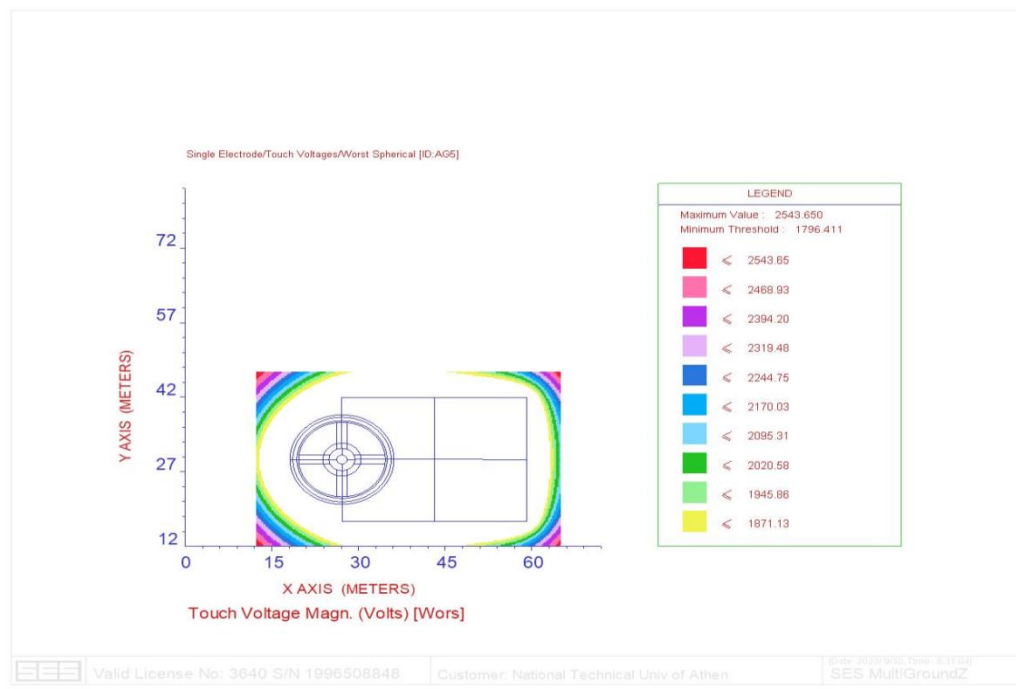 Single Electrode/Touch Voltages/Worst Spherical [ID:AG5]
LEGEND
Maximum Value : 2543.650
Minimum Threshold : 1796.411
≤ 2543.65
≤ 2468.93
≤ 2394.20
≤ 2319.48
≤ 2244.75
≤ 2170.03
≤ 2095.31
≤ 2020.58
≤ 1945.86
≤ 1871.13
Y AXIS (METERS)
72
57
42
27
12
0 15 30 45 60
X AXIS (METERS)
Touch Voltage Magn. (Volts) [Wors]
SES Valid License No: 3640 S/N 1996508848
Customer: National Technical Univ of Athen
SES MultiGroundZ